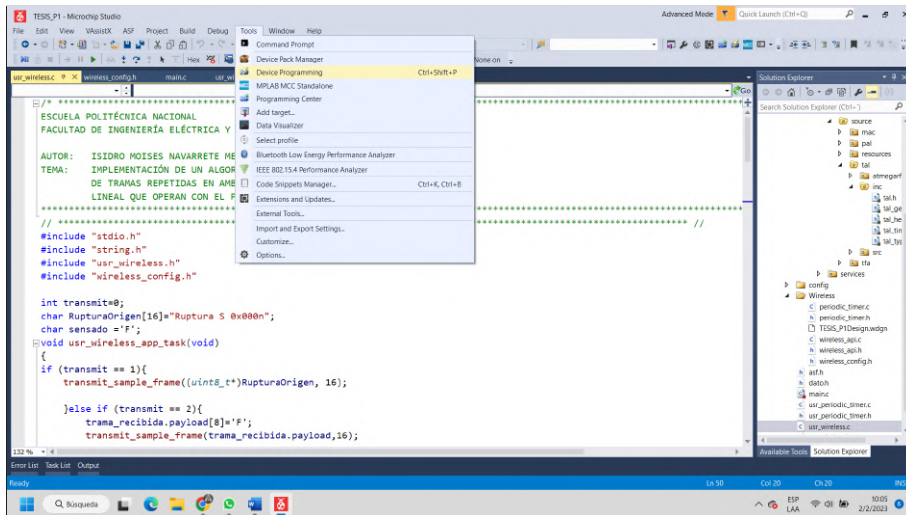 TESIS_P1 - Microchip Studio
Advanced Mode
Quick Launch (Ctrl+Q)
File Edit View VAssistX ASF Project Build Debug Tools Window Help
Hex
None on
Command Prompt
Device Pack Manager
Device Programming Ctrl+Shift+P
MPLAB MCC Standalone
Programming Center
Add target...
Data Visualizer
Select profile
Bluetooth Low Energy Performance Analyzer
IEEE 802.15.4 Performance Analyzer
Code Snippets Manager... Ctrl+K, Ctrl+B
Extensions and Updates...
External Tools...
Import and Export Settings...
Customize...
Options...
usr_wireless.c wireless_config.h main.c usr_wi
Go
/* ****
ESCUELA POLITÉCNICA NACIONAL
FACULTAD DE INGENIERÍA ELÉCTRICA Y
AUTOR: ISIDRO MOISES NAVARRETE ME
TEMA: IMPLEMENTACIÓN DE UN ALGOR
DE TRAMAS REPETIDAS EN AMB
LINEAL QUE OPERAN CON EL P
// **** //
#include "stdio.h"
#include "string.h"
#include "usr_wireless.h"
#include "wireless_config.h"
int transmit=0;
char RupturaOrigen[16]="Ruptura S 0x000n";
char sensado ='F';
void usr_wireless_app_task(void)
{
if (transmit == 1){
transmit_sample_frame((uint8_t*)RupturaOrigen, 16);
}else if (transmit == 2){
trama_recibida.payload[8]='F';
transmit_sample_frame(trama_recibida.payload,16);
132 %
Solution Explorer
Search Solution Explorer (Ctrl+')
source
mac
pal
resources
tal
atmegarf
inc
tal.h
tal_ge
tal_he
tal_tin
tal_typ
src
tfa
services
config
Wireless
periodic_timer.c
periodic_timer.h
TESIS_P1Design.wdgn
wireless_api.c
wireless_api.h
wireless_config.h
asf.h
dato.h
main.c
usr_periodic_timer.c
usr_periodic_timer.h
usr_wireless.c
Available Tools Solution Explorer
Error List Task List Output
Ready Ln 50 Col 20 Ch 20 INS
Búsqueda
ESP
LAA
10:05
2/2/2023